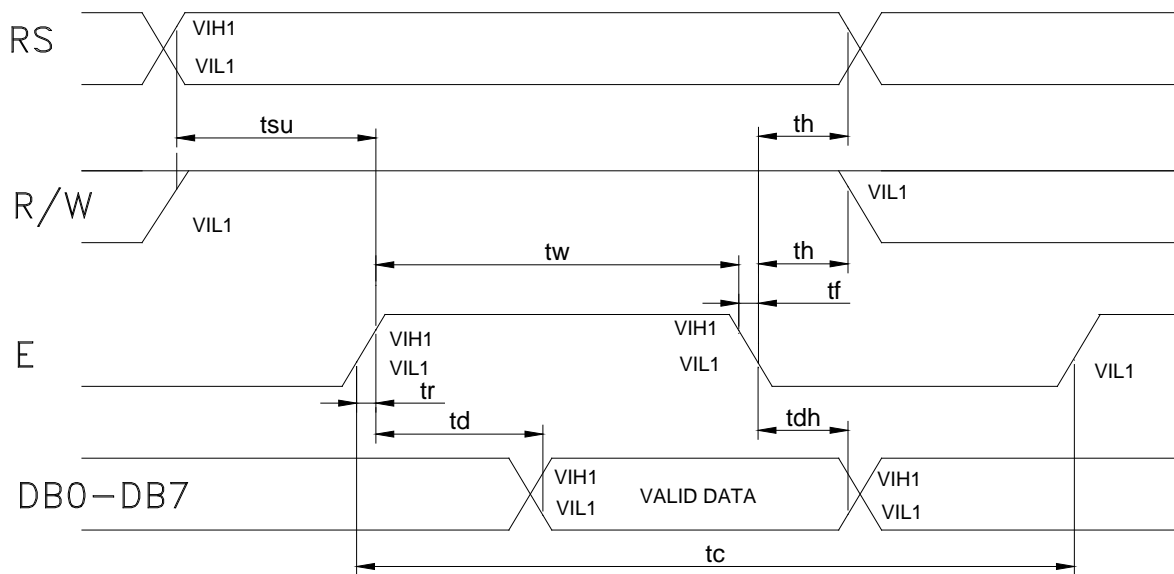 RS
VIH1
VIL1
tsu
th
R/W
VIL1
VIL1
tw
th
tf
E
VIH1
VIL1
VIH1
VIL1
VIL1
tr
td
tdh
DB0-DB7
VIH1
VIL1
VALID DATA
VIH1
VIL1
tc